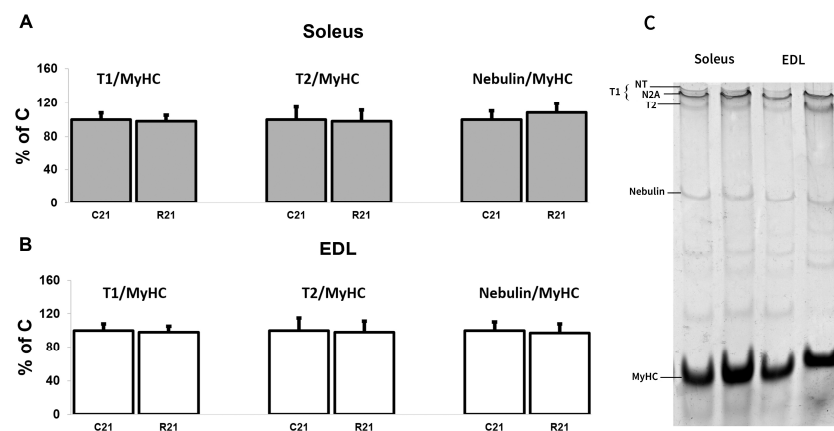 A
Soleus
% of C
160
120
80
40
0
T1/MyHC
T2/MyHC
Nebulin/MyHC
C21
R21
C21
R21
C21
R21
B
EDL
% of C
160
120
80
40
0
T1/MyHC
T2/MyHC
Nebulin/MyHC
C21
R21
C21
R21
C21
R21
C
Soleus
EDL
T1
NT
N2A
T2
Nebulin
MyHC